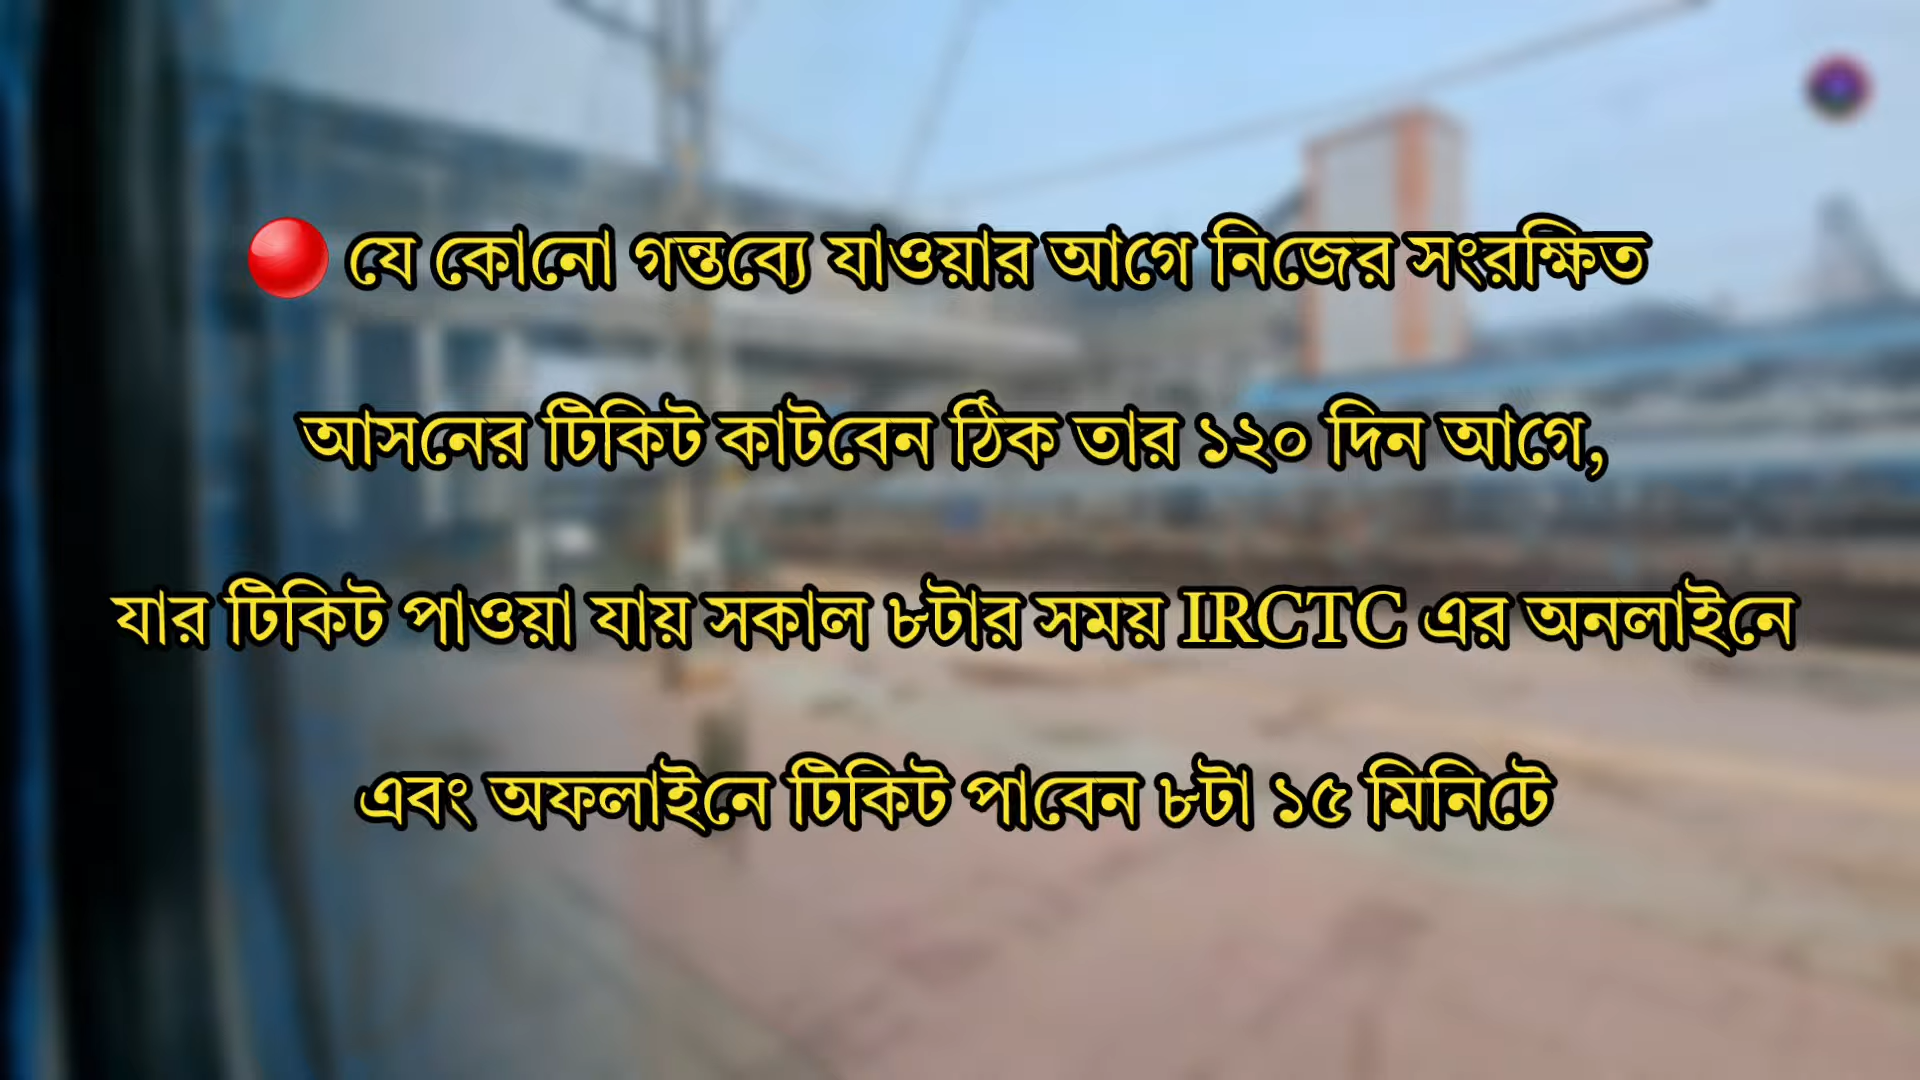 🔴 যে কোনো গন্তব্যে যাওয়ার আগে নিজের সংরক্ষিত
আসনের টিকিট কাটবেন ঠিক তার ১২০ দিন আগে,
যার টিকিট পাওয়া যায় সকাল ৮টার সময় IRCTC এর অনলাইনে
এবং অফলাইনে টিকিট পাবেন ৮টা ১৫ মিনিটে